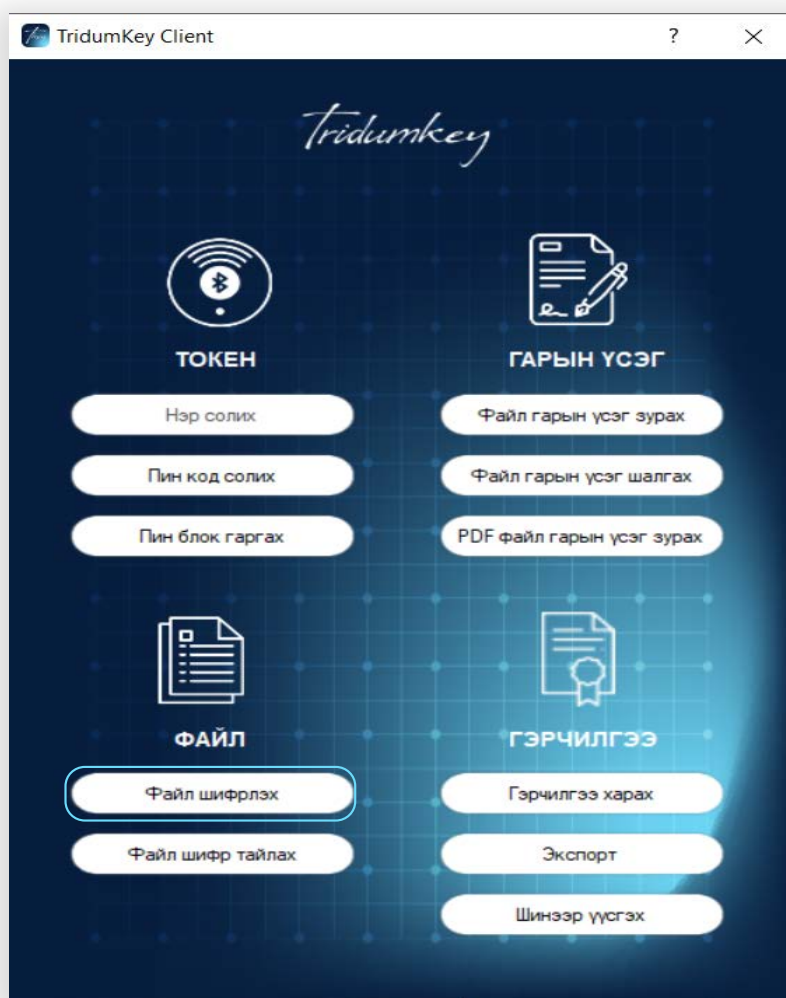 TridumKey Client
?
Tridumkey
ТОКЕН
Нэр солих
Пин код солих
Пин блок гаргах
ГАРЫН ҮСЭГ
Файл гарын үсэг зурах
Файл гарын үсэг шалгах
PDF файл гарын үсэг зурах
ФАЙЛ
Файл шифрлэх
Файл шифр тайлах
ГЭРЧИЛГЭЭ
Гэрчилгээ харах
Экспорт
Шинээр үүсгэх